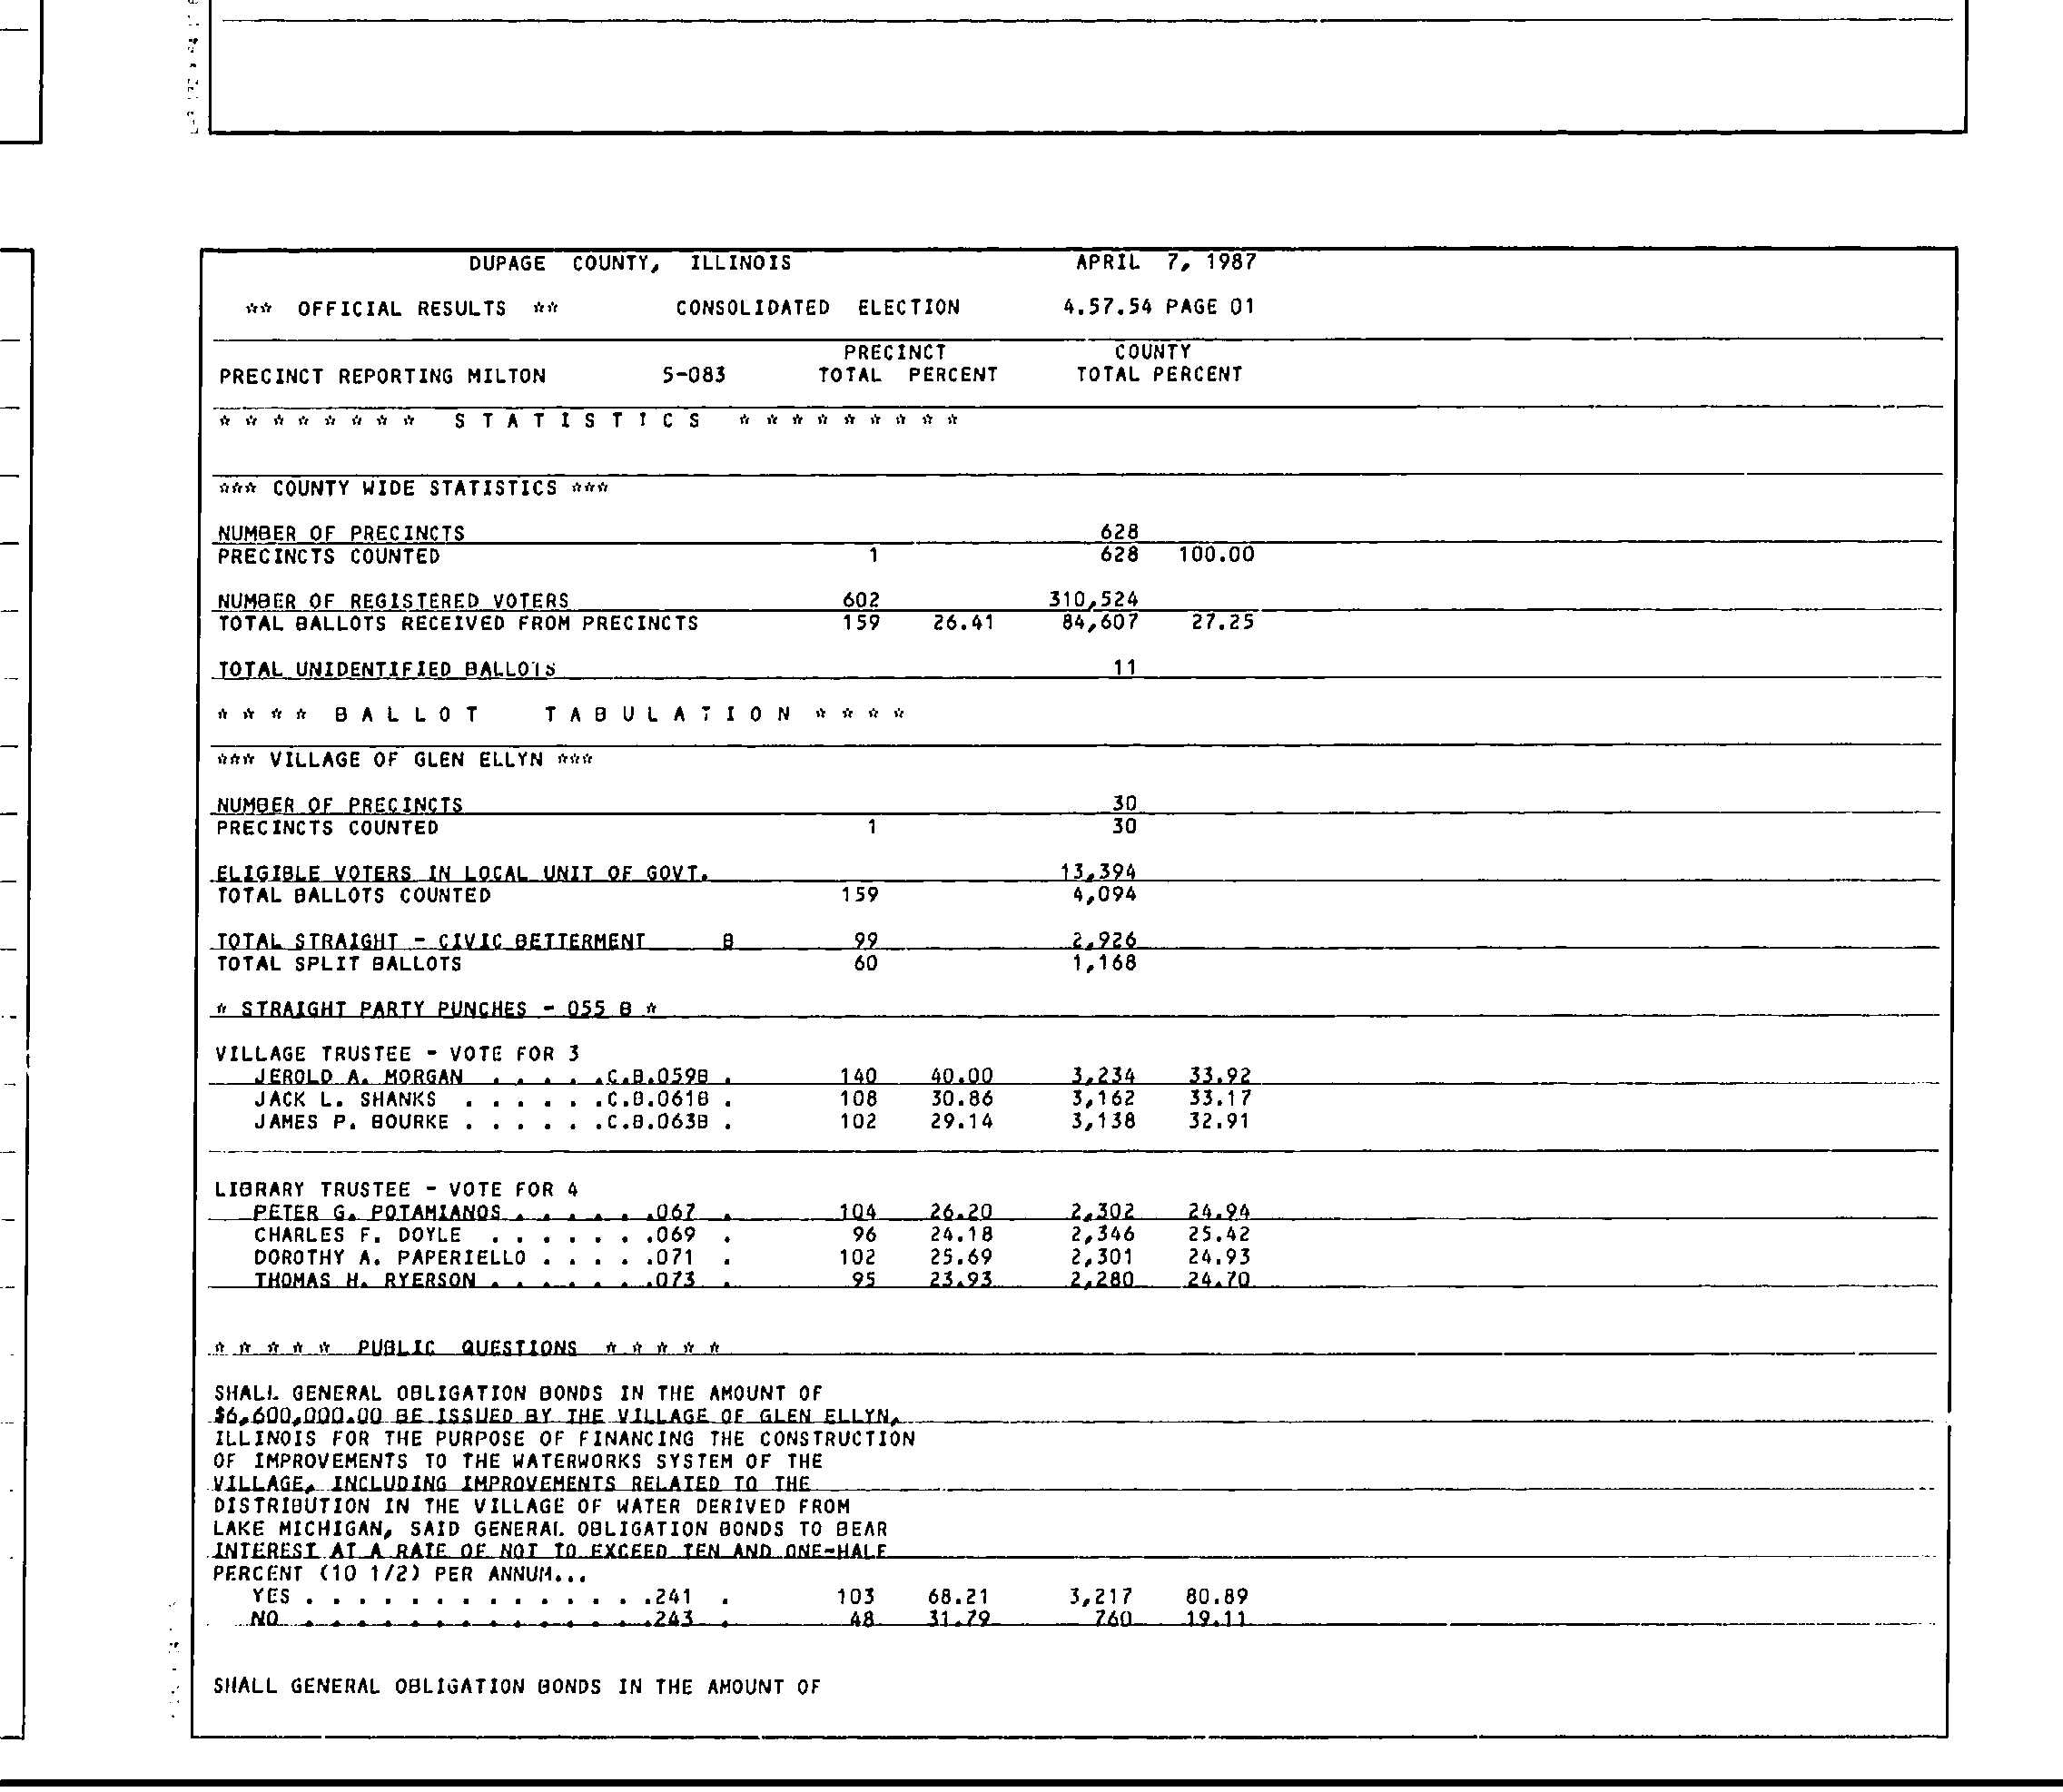 DUPAGE COUNTY, ILLINOIS APRIL 7, 1987
** OFFICIAL RESULTS ** CONSOLIDATED ELECTION 4.57.54 PAGE 01
PRECINCT COUNTY
PRECINCT REPORTING MILTON 5-083 TOTAL PERCENT TOTAL PERCENT
* * * * * * * * S T A T I S T I C S * * * * * * * * *
*** COUNTY WIDE STATISTICS ***
NUMBER OF PRECINCTS 628
PRECINCTS COUNTED 1 628 100.00
NUMBER OF REGISTERED VOTERS 602 310,524
TOTAL BALLOTS RECEIVED FROM PRECINCTS 159 26.41 84,607 27.25
TOTAL UNIDENTIFIED BALLOTS 11
* * * * B A L L O T T A B U L A T I O N * * * *
*** VILLAGE OF GLEN ELLYN ***
NUMBER OF PRECINCTS 30
PRECINCTS COUNTED 1 30
ELIGIBLE VOTERS IN LOCAL UNIT OF GOVT. 13,394
TOTAL BALLOTS COUNTED 159 4,094
TOTAL STRAIGHT - CIVIC BETTERMENT B 99 2,926
TOTAL SPLIT BALLOTS 60 1,168
* STRAIGHT PARTY PUNCHES - 055 B *
VILLAGE TRUSTEE - VOTE FOR 3
JEROLD A. MORGAN . . . . .C.B.059B . 140 40.00 3,234 33.92
JACK L. SHANKS . . . . . .C.B.061B . 108 30.86 3,162 33.17
JAMES P. BOURKE . . . . . .C.B.063B . 102 29.14 3,138 32.91
LIBRARY TRUSTEE - VOTE FOR 4
PETER G. POTAMIANOS . . . . . .067 . 104 26.20 2,302 24.94
CHARLES F. DOYLE . . . . . . .069 . 96 24.18 2,346 25.42
DOROTHY A. PAPERIELLO . . . . .071 . 102 25.69 2,301 24.93
THOMAS H. RYERSON . . . . . . .073 . 95 23.93 2,280 24.70
* * * * * PUBLIC QUESTIONS * * * * *
SHALL GENERAL OBLIGATION BONDS IN THE AMOUNT OF
$6,600,000.00 BE ISSUED BY THE VILLAGE OF GLEN ELLYN,
ILLINOIS FOR THE PURPOSE OF FINANCING THE CONSTRUCTION
OF IMPROVEMENTS TO THE WATERWORKS SYSTEM OF THE
VILLAGE, INCLUDING IMPROVEMENTS RELATED TO THE
DISTRIBUTION IN THE VILLAGE OF WATER DERIVED FROM
LAKE MICHIGAN, SAID GENERAL OBLIGATION BONDS TO BEAR
INTEREST AT A RATE OF NOT TO EXCEED TEN AND ONE-HALF
PERCENT (10 1/2) PER ANNUM...
YES . . . . . . . . . . . . . .241 . 103 68.21 3,217 80.89
NO . . . . . . . . . . . . . .243 . 48 31.79 760 19.11
SHALL GENERAL OBLIGATION BONDS IN THE AMOUNT OF